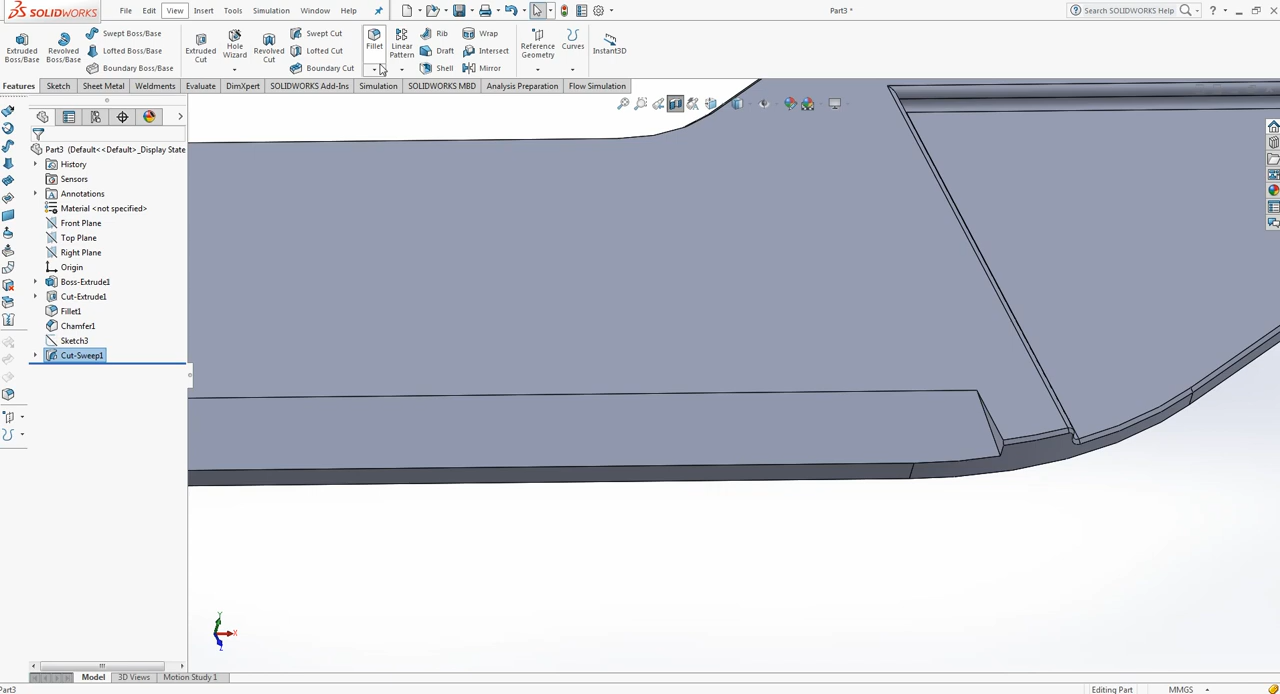 SOLIDWORKS
File
Edit
View
Insert
Tools
Simulation
Window
Help
Part3 *
Search SOLIDWORKS Help
?
Extruded Boss/Base
Revolved Boss/Base
Swept Boss/Base
Lofted Boss/Base
Boundary Boss/Base
Extruded Cut
Hole Wizard
Revolved Cut
Swept Cut
Lofted Cut
Boundary Cut
Fillet
Linear Pattern
Rib
Draft
Shell
Wrap
Intersect
Mirror
Reference Geometry
Curves
Instant3D
Features
Sketch
Sheet Metal
Weldments
Evaluate
DimXpert
SOLIDWORKS Add-Ins
Simulation
SOLIDWORKS MBD
Analysis Preparation
Flow Simulation
Part3 (Default<<Default>_Display State
History
Sensors
Annotations
Material <not specified>
Front Plane
Top Plane
Right Plane
Origin
Boss-Extrude1
Cut-Extrude1
Fillet1
Chamfer1
Sketch3
Cut-Sweep1
Y
X
Z
Model
3D Views
Motion Study 1
Part3
Editing Part
MMGS